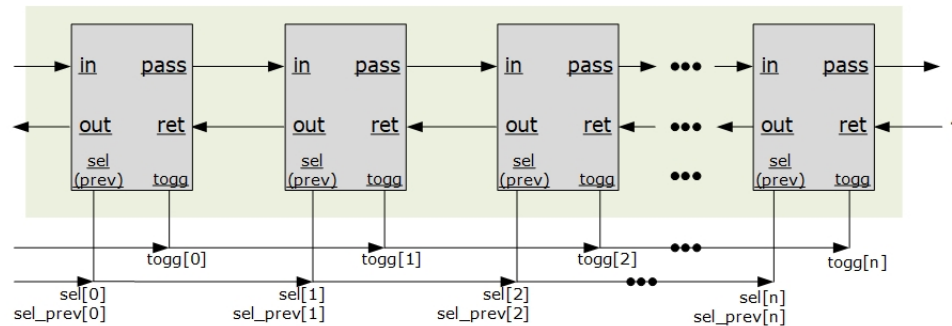 in pass in pass in pass in pass
out ret out ret out ret out ret
sel sel sel sel
(prev) togg (prev) togg (prev) togg (prev) togg
togg[0] togg[1] togg[2] togg[n]
sel[0] sel[1] sel[2] sel[n]
sel_prev[0] sel_prev[1] sel_prev[2] sel_prev[n]